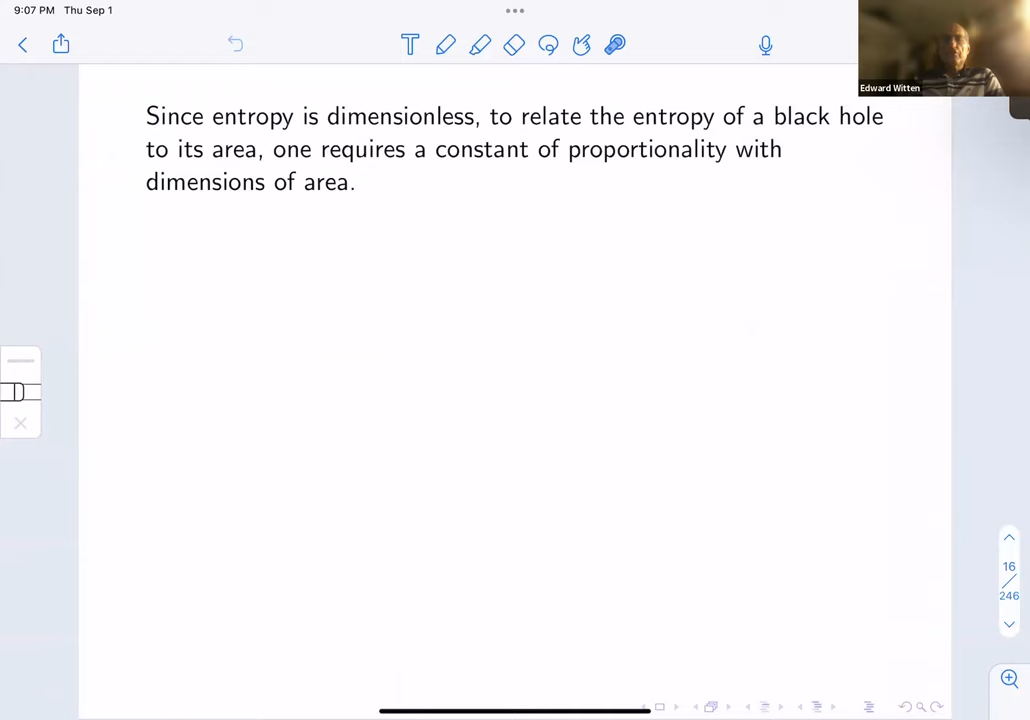 9:07 PM Thu Sep 1
Edward Witten
Since entropy is dimensionless, to relate the entropy of a black hole
to its area, one requires a constant of proportionality with
dimensions of area.
16
246